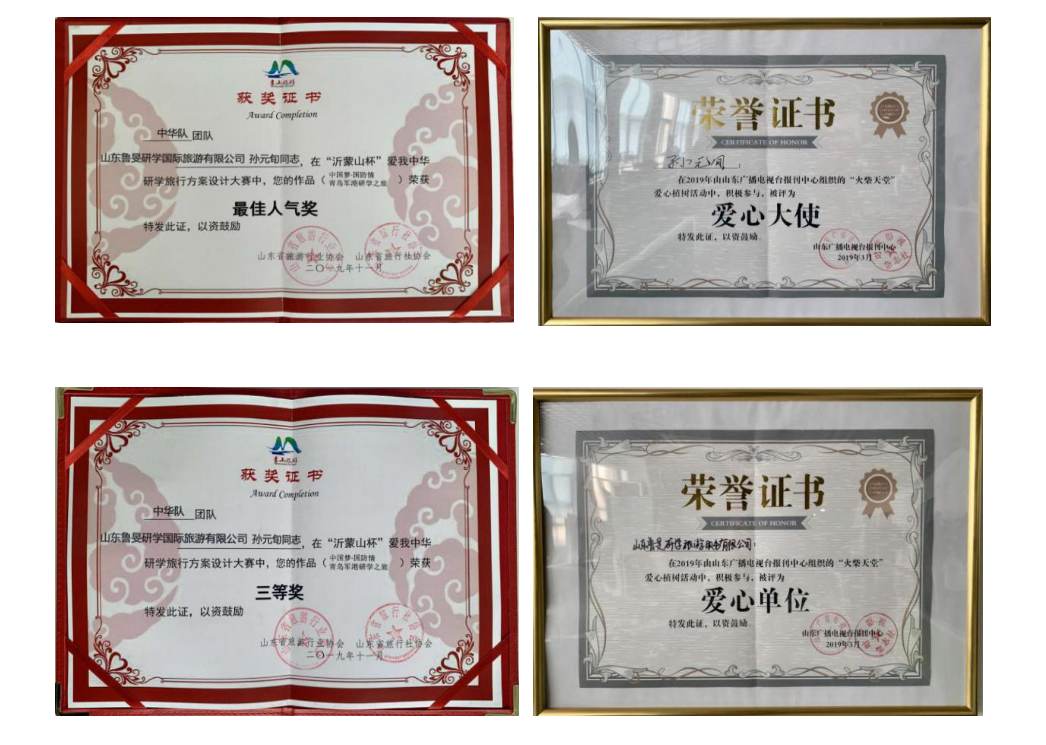 好山好水
获奖证书
Award Completion
中华队 团队
山东鲁旻研学国际旅游有限公司 孙元旬同志，在“沂蒙山杯”爱我中华
研学旅行方案设计大赛中，您的作品（中国梦·国防情 青岛军港研学之旅）荣获
最佳人气奖
特发此证，以资鼓励
山东省旅游行业协会 山东省旅行社协会
二〇一九年十一月
荣誉证书
CERTIFICATE OF HONOR
在2019年由山东广播电视台报刊中心组织的“火柴天堂”
爱心植树活动中，积极参与，被评为
爱心大使
特发此证，以资鼓励。
山东广播电视台报刊中心
2019年3月
获奖证书
Award Completion
中华队 团队
山东鲁旻研学国际旅游有限公司 孙元旬同志，在“沂蒙山杯”爱我中华
研学旅行方案设计大赛中，您的作品（中国梦·国防情 青岛军港研学之旅）荣获
三等奖
特发此证，以资鼓励
山东省旅游行业协会 山东省旅行社协会
二〇一九年十一月
荣誉证书
CERTIFICATE OF HONOR
在2019年由山东广播电视台报刊中心组织的“火柴天堂”
爱心植树活动中，积极参与，被评为
爱心单位
特发此证，以资鼓励。
山东广播电视台报刊中心
2019年3月